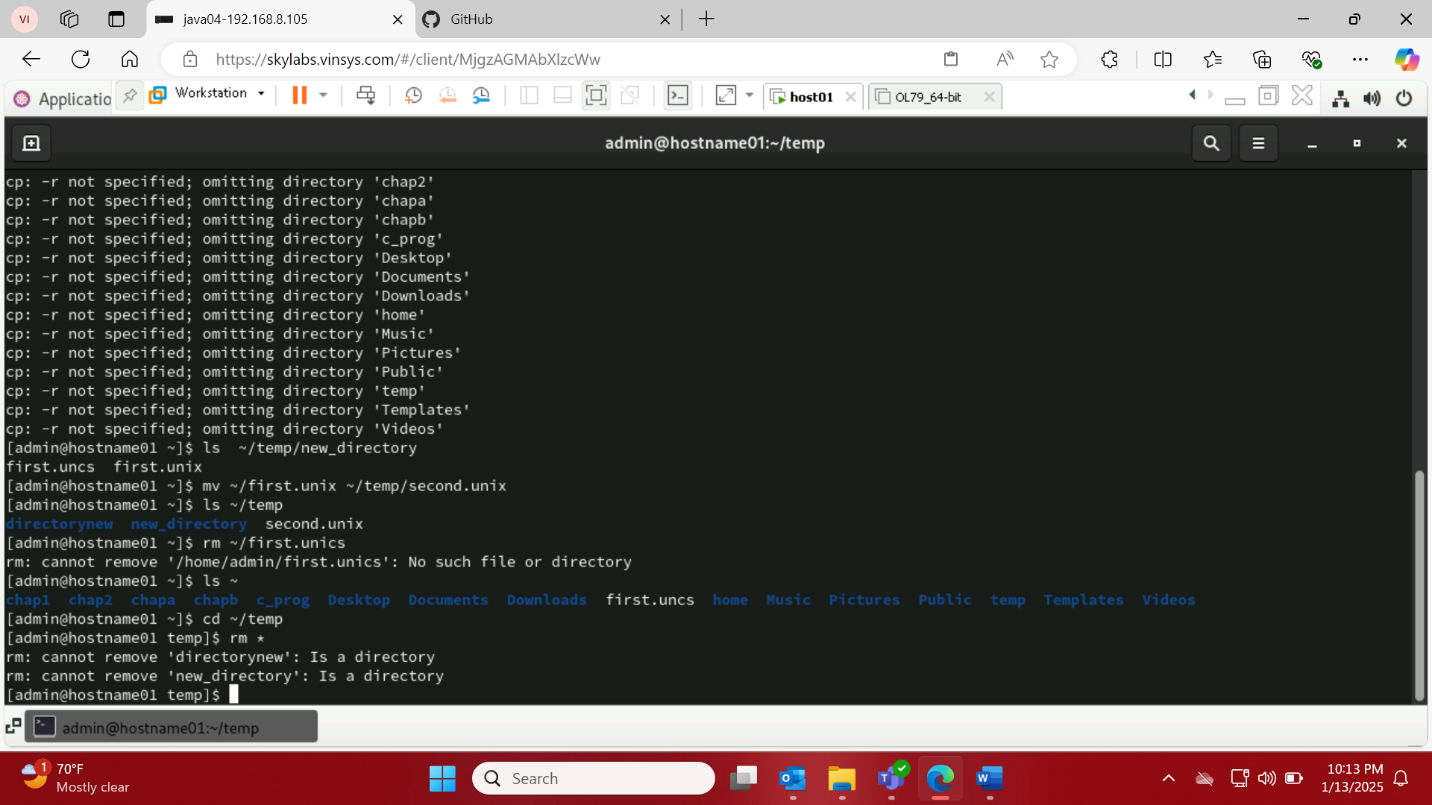 VI
java04-192.168.8.105
GitHub
https://skylabs.vinsys.com/#/client/MjgzAGMAbXlzcWw
Applicatio
Workstation
host01
OL79_64-bit
admin@hostname01:~/temp
cp: -r not specified; omitting directory 'chap2'
cp: -r not specified; omitting directory 'chapa'
cp: -r not specified; omitting directory 'chapb'
cp: -r not specified; omitting directory 'c_prog'
cp: -r not specified; omitting directory 'Desktop'
cp: -r not specified; omitting directory 'Documents'
cp: -r not specified; omitting directory 'Downloads'
cp: -r not specified; omitting directory 'home'
cp: -r not specified; omitting directory 'Music'
cp: -r not specified; omitting directory 'Pictures'
cp: -r not specified; omitting directory 'Public'
cp: -r not specified; omitting directory 'temp'
cp: -r not specified; omitting directory 'Templates'
cp: -r not specified; omitting directory 'Videos'
[admin@hostname01 ~]$ ls  ~/temp/new_directory
first.uncs  first.unix
[admin@hostname01 ~]$ mv ~/first.unix ~/temp/second.unix
[admin@hostname01 ~]$ ls ~/temp
directorynew  new_directory  second.unix
[admin@hostname01 ~]$ rm ~/first.unics
rm: cannot remove '/home/admin/first.unics': No such file or directory
[admin@hostname01 ~]$ ls ~
chap1  chap2  chapa  chapb  c_prog  Desktop  Documents  Downloads  first.uncs  home  Music  Pictures  Public  temp  Templates  Videos
[admin@hostname01 ~]$ cd ~/temp
[admin@hostname01 temp]$ rm *
rm: cannot remove 'directorynew': Is a directory
rm: cannot remove 'new_directory': Is a directory
[admin@hostname01 temp]$
admin@hostname01:~/temp
1
70°F
Mostly clear
Search
10:13 PM
1/13/2025